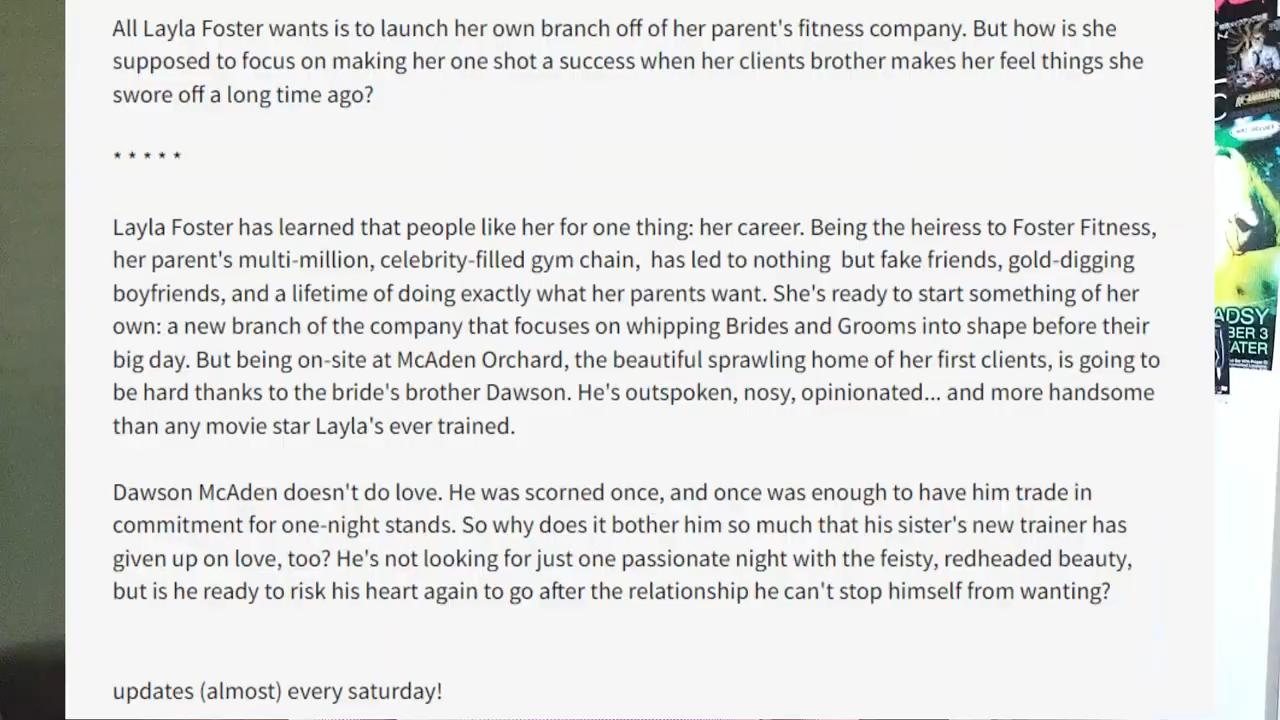 All Layla Foster wants is to launch her own branch off of her parent's fitness company. But how is she
supposed to focus on making her one shot a success when her clients brother makes her feel things she
swore off a long time ago?
* * * * *
Layla Foster has learned that people like her for one thing: her career. Being the heiress to Foster Fitness,
her parent's multi-million, celebrity-filled gym chain,  has led to nothing  but fake friends, gold-digging
boyfriends, and a lifetime of doing exactly what her parents want. She's ready to start something of her
own: a new branch of the company that focuses on whipping Brides and Grooms into shape before their
big day. But being on-site at McAden Orchard, the beautiful sprawling home of her first clients, is going to
be hard thanks to the bride's brother Dawson. He's outspoken, nosy, opinionated... and more handsome
than any movie star Layla's ever trained.
Dawson McAden doesn't do love. He was scorned once, and once was enough to have him trade in
commitment for one-night stands. So why does it bother him so much that his sister's new trainer has
given up on love, too? He's not looking for just one passionate night with the feisty, redheaded beauty,
but is he ready to risk his heart again to go after the relationship he can't stop himself from wanting?
updates (almost) every saturday!
ADSY
BER 3
ATER